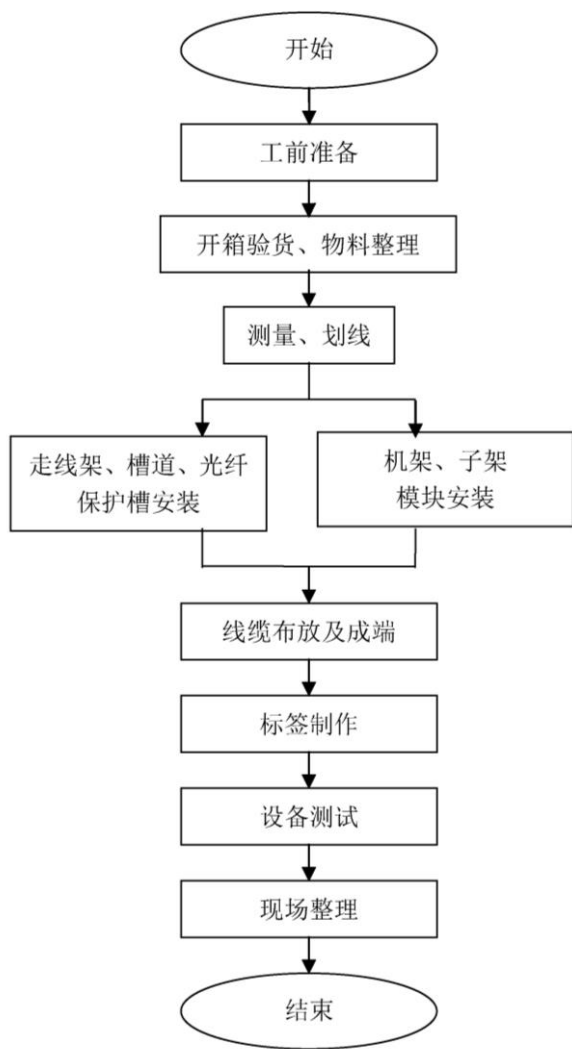 开始
工前准备
开箱验货、物料整理
测量、划线
走线架、槽道、光纤
保护槽安装
机架、子架
模块安装
线缆布放及成端
标签制作
设备测试
现场整理
结束